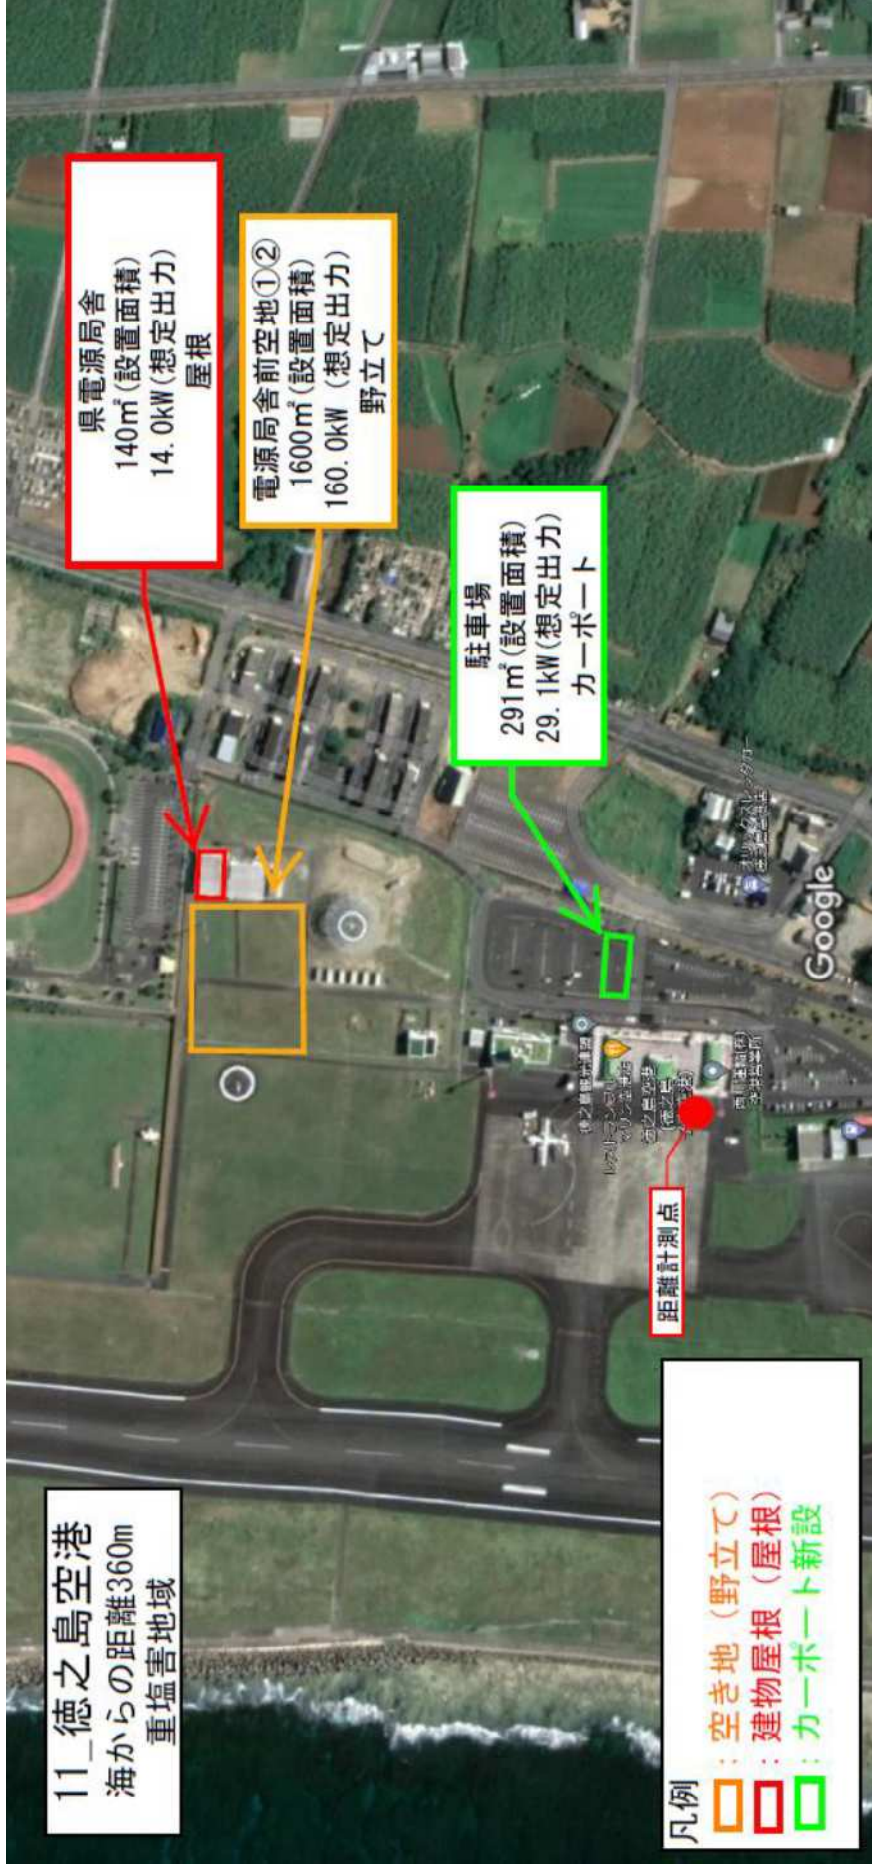 11_徳之島空港
海からの距離360m
重塩害地域
県電源局舎
140㎡(設置面積)
14.0kW(想定出力)
屋根
電源局舎前空地①②
1600㎡(設置面積)
160.0kW (想定出力)
野立て
駐車場
291㎡(設置面積)
29.1kW(想定出力)
カーポート
距離計測点
Google
凡例
：空き地（野立て）
：建物屋根（屋根）
：カーポート新設